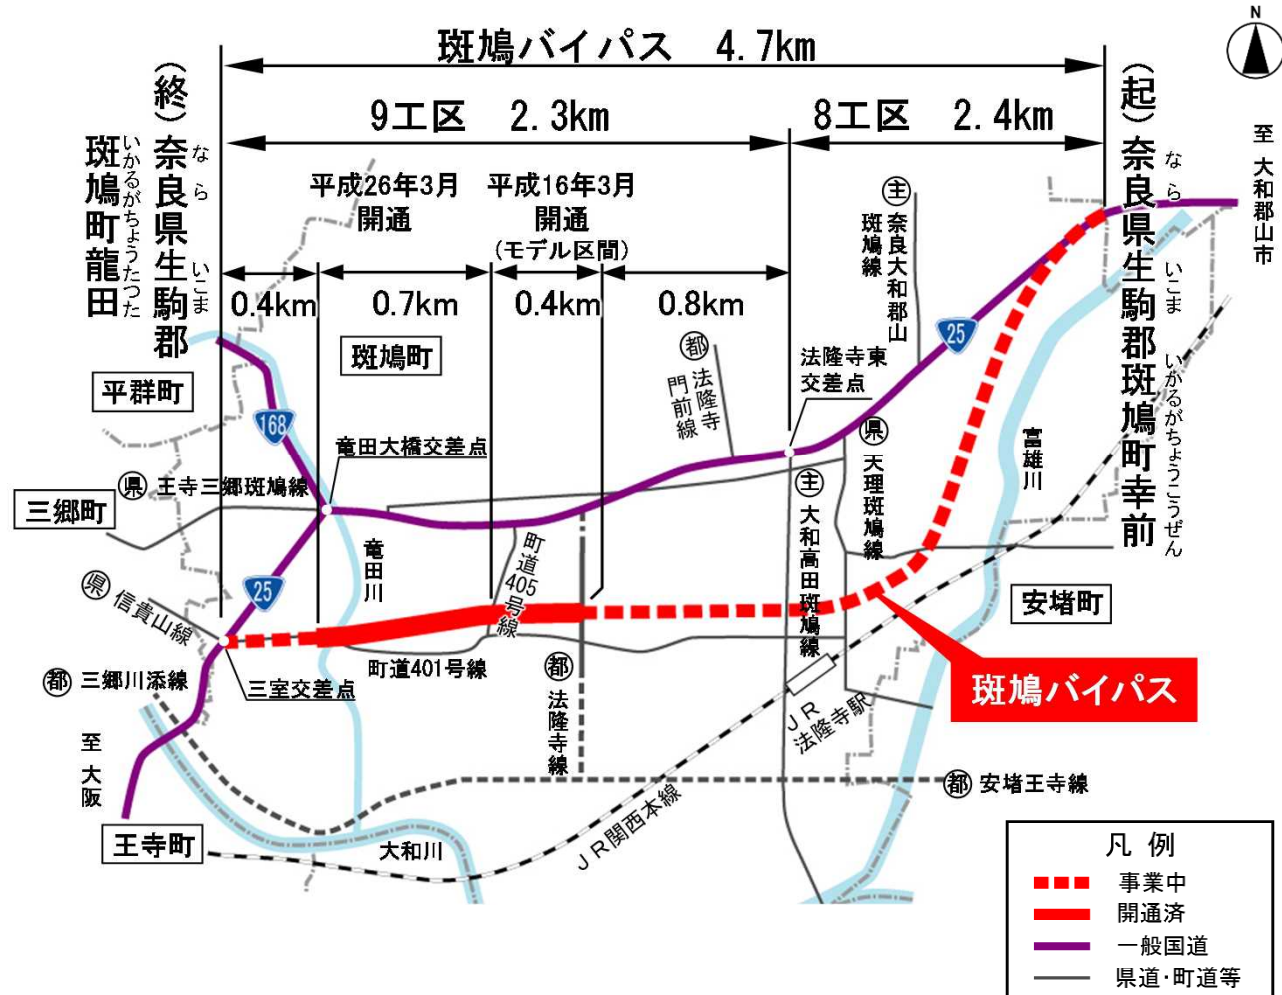 斑鳩バイパス 4.7km
9工区 2.3km
8工区 2.4km
N
(終)奈良県生駒郡
なら いこま
斑鳩町龍田
いかるがちょうたつた
(起)奈良県生駒郡斑鳩町幸前
なら いこま いかるがちょうこうぜん
至 大和郡山市
平成26年3月
開通
平成16年3月
開通
(モデル区間)
0.4km
0.7km
0.4km
0.8km
主
奈良大和郡山
斑鳩線
斑鳩町
平群町
三郷町
168
25
都
法隆寺
門前線
法隆寺東
交差点
竜田大橋交差点
県 王寺三郷斑鳩線
県
天理斑鳩線
主
大和高田斑鳩線
富雄川
竜田川
町道405号線
25
県 信貴山線
安堵町
町道401号線
都 三郷川添線
三室交差点
都
法隆寺線
斑鳩バイパス
JR
法隆寺駅
至 大阪
都 安堵王寺線
王寺町
大和川
JR関西本線
凡 例
事業中
開通済
一般国道
県道・町道等